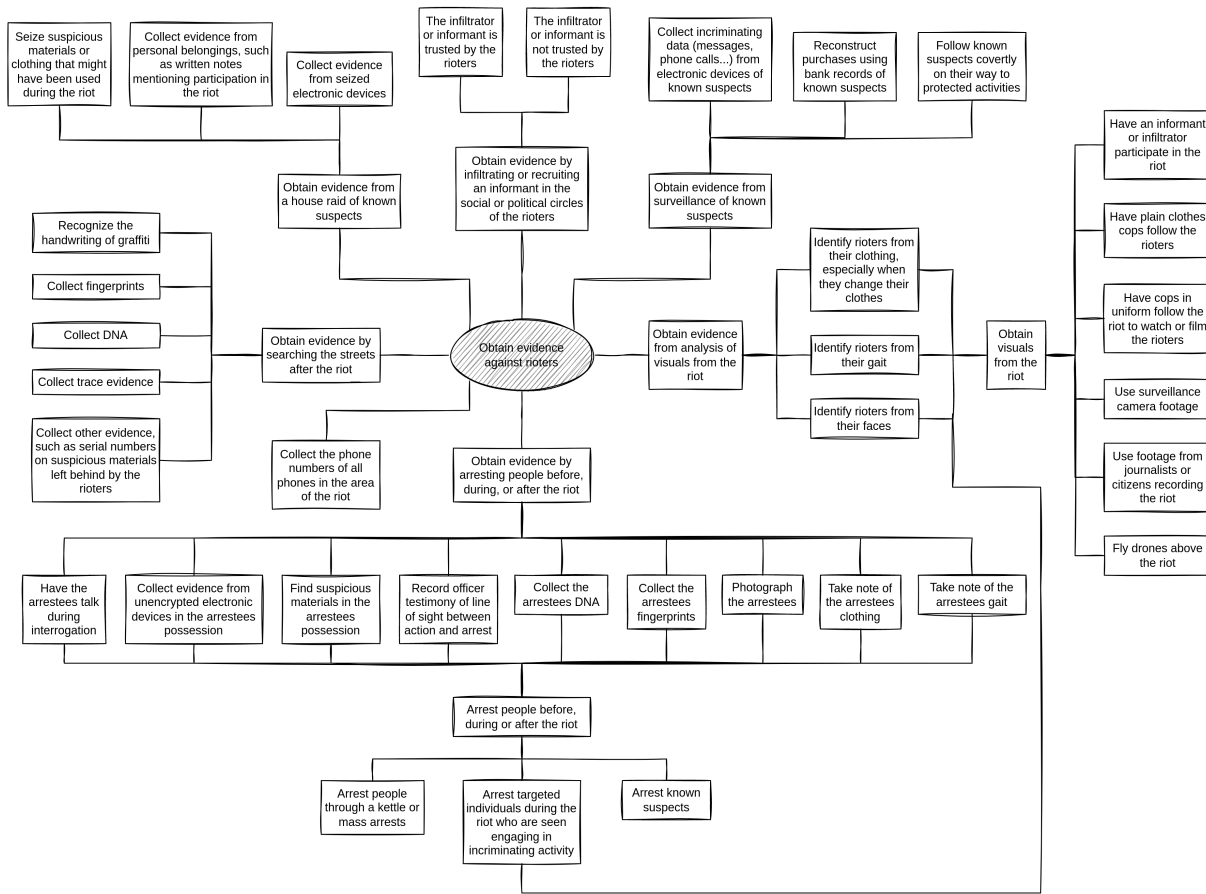 Seize suspicious
materials or
clothing that might
have been used
during the riot
Collect evidence from
personal belongings, such
as written notes
mentioning participation in
the riot
Collect evidence
from seized
electronic devices
The infiltrator
or informant is
trusted by the
rioters
The infiltrator
or informant is
not trusted by
the rioters
Collect incriminating
data (messages,
phone calls...) from
electronic devices of
known suspects
Reconstruct
purchases using
bank records of
known suspects
Follow known
suspects covertly
on their way to
protected activities
Obtain evidence from
a house raid of known
suspects
Obtain evidence by
infiltrating or recruiting
an informant in the
social or political circles
of the rioters
Obtain evidence from
surveillance of known
suspects
Have an informant
or infiltrator
participate in the
riot
Have plain clothes
cops follow the
rioters
Have cops in
uniform follow the
riot to watch or film
the rioters
Use surveillance
camera footage
Use footage from
journalists or
citizens recording
the riot
Fly drones above
the riot
Recognize the
handwriting of graffiti
Collect fingerprints
Collect DNA
Collect trace evidence
Collect other evidence,
such as serial numbers
on suspicious materials
left behind by the
rioters
Obtain evidence by
searching the streets
after the riot
Obtain evidence
against rioters
Obtain evidence
from analysis of
visuals from the
riot
Identify rioters from
their clothing,
especially when
they change their
clothes
Identify rioters from
their gait
Identify rioters from
their faces
Obtain
visuals
from the
riot
Collect the phone
numbers of all
phones in the area
of the riot
Obtain evidence by
arresting people before,
during, or after the riot
Have the
arrestees talk
during
interrogation
Collect evidence from
unencrypted electronic
devices in the arrestees
possession
Find suspicious
materials in the
arrestees
possession
Record officer
testimony of line
of sight between
action and arrest
Collect the
arrestees DNA
Collect the
arrestees
fingerprints
Photograph
the arrestees
Take note of
the arrestees
clothing
Take note of the
arrestees gait
Arrest people before,
during or after the riot
Arrest people
through a kettle or
mass arrests
Arrest targeted
individuals during the
riot who are seen
engaging in
incriminating activity
Arrest known
suspects